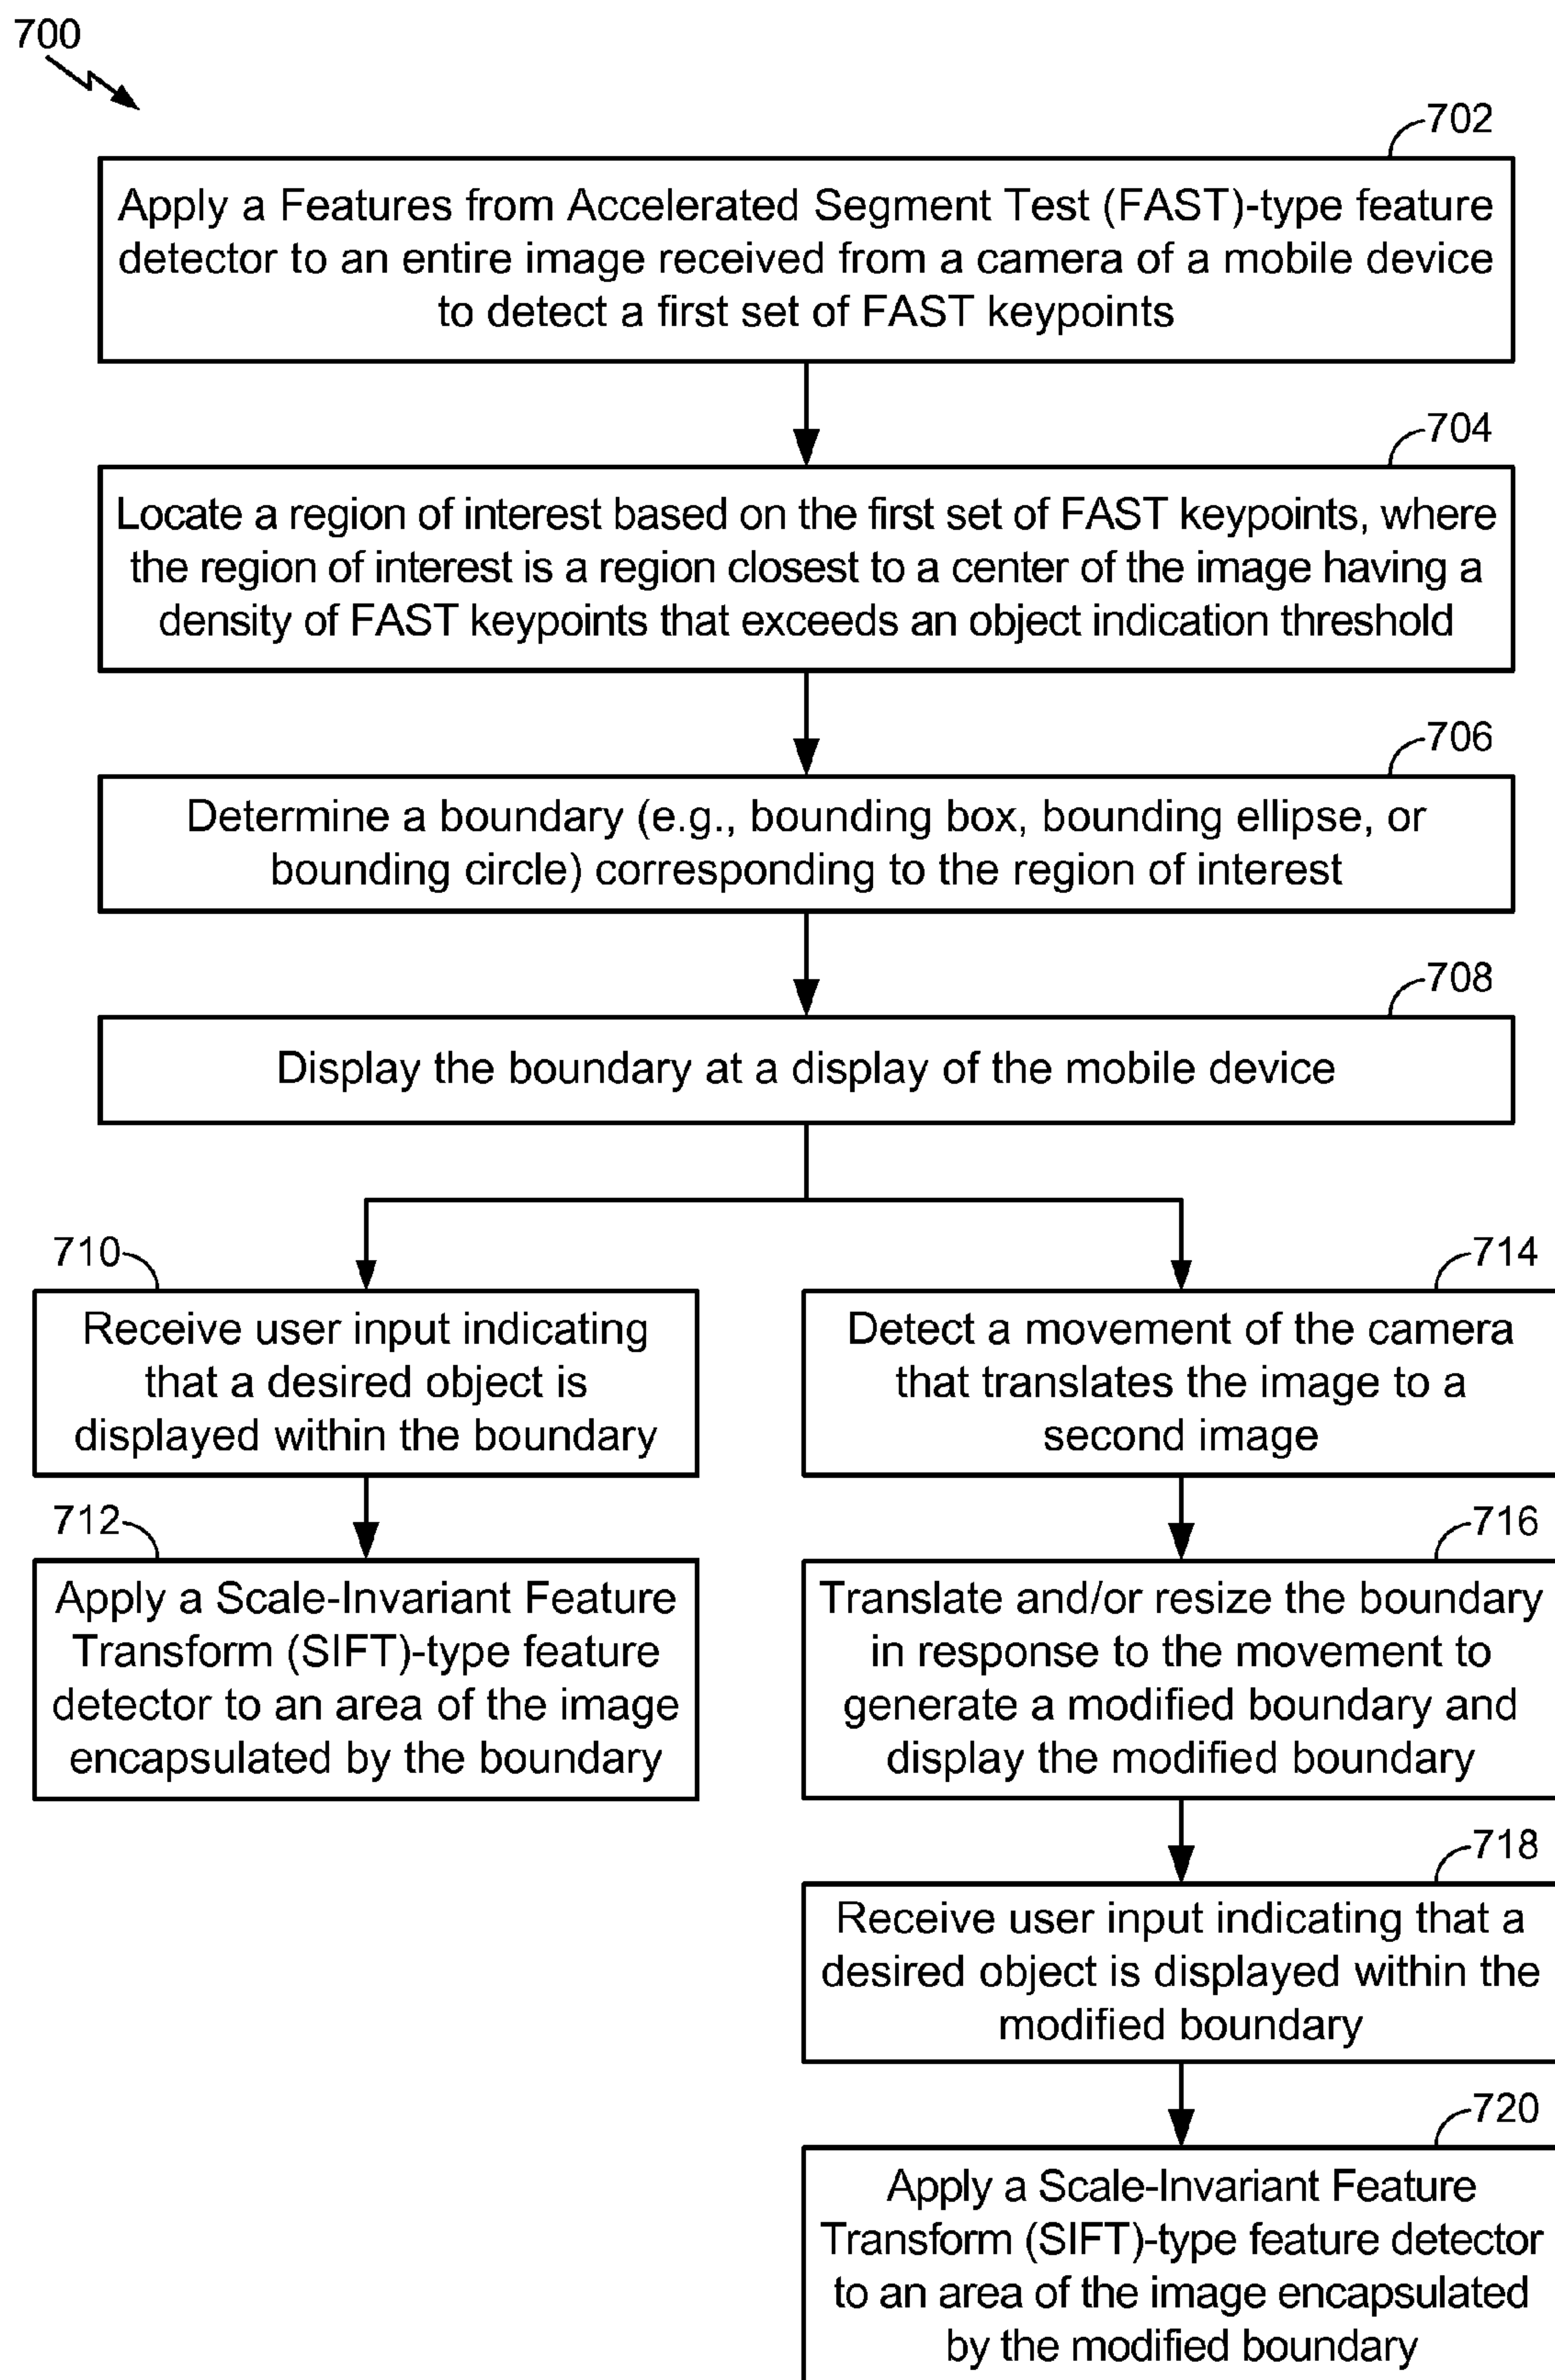 700
702
Apply a Features from Accelerated Segment Test (FAST)-type feature
detector to an entire image received from a camera of a mobile device
to detect a first set of FAST keypoints
704
Locate a region of interest based on the first set of FAST keypoints, where
the region of interest is a region closest to a center of the image having a
density of FAST keypoints that exceeds an object indication threshold
706
Determine a boundary (e.g., bounding box, bounding ellipse, or
bounding circle) corresponding to the region of interest
708
Display the boundary at a display of the mobile device
710
Receive user input indicating
that a desired object is
displayed within the boundary
712
Apply a Scale-Invariant Feature
Transform (SIFT)-type feature
detector to an area of the image
encapsulated by the boundary
714
Detect a movement of the camera
that translates the image to a
second image
716
Translate and/or resize the boundary
in response to the movement to
generate a modified boundary and
display the modified boundary
718
Receive user input indicating that a
desired object is displayed within the
modified boundary
720
Apply a Scale-Invariant Feature
Transform (SIFT)-type feature detector
to an area of the image encapsulated
by the modified boundary